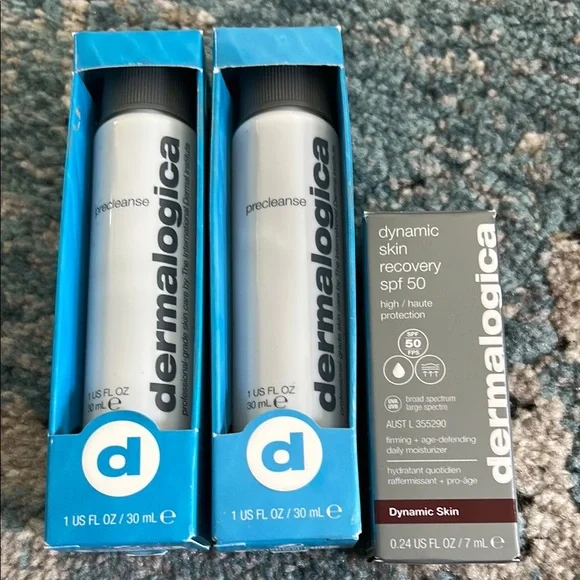 precleanse
dermalogica
professional-grade skin care by The International Dermal Institute
1 US FL OZ
30 mL ℮
d
1 US FL OZ / 30 mL ℮
precleanse
dermalogica
1 US FL OZ
30 mL ℮
d
1 US FL OZ / 30 mL ℮
dynamic
skin
recovery
spf 50
high / haute
protection
SPF
50
FPS
UVA
UVB
broad spectrum
large spectre
AUST L 355290
firming + age-defending
daily moisturizer
hydratant quotidien
raffermissant + pro-âge
dermalogica
Dynamic Skin
0.24 US FL OZ / 7 mL ℮